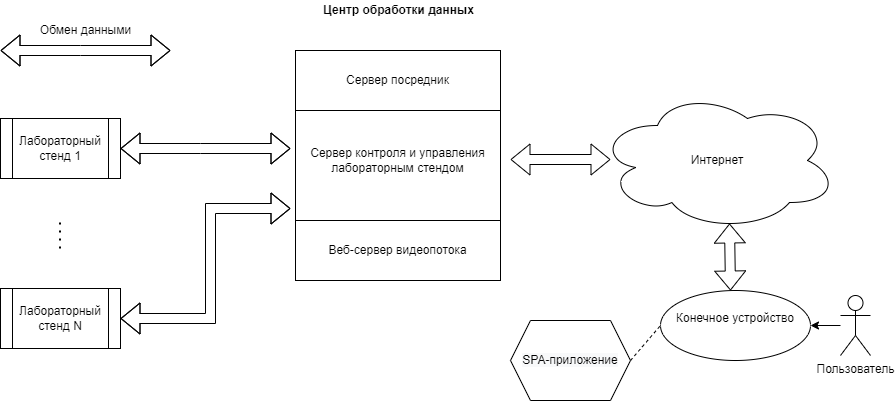 Центр обработки данных
Обмен данными
Сервер посредник
Лабораторный
стенд 1
Сервер контроля и управления
лабораторным стендом
Интернет
Веб-сервер видеопотока
Лабораторный
стенд N
Конечное устройство
SPA-приложение
Пользователь